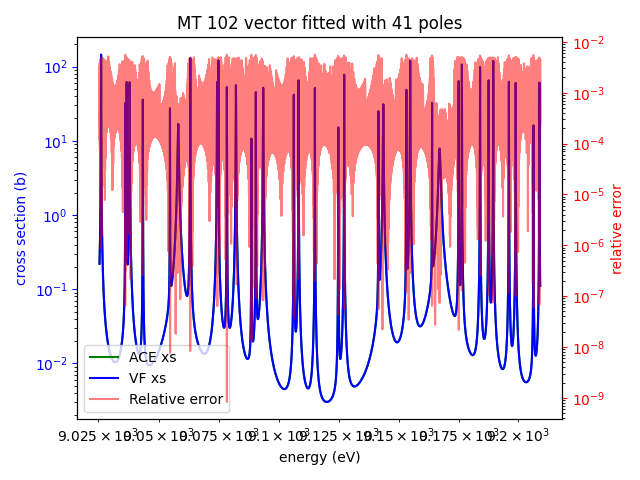 MT 102 vector fitted with 41 poles
cross section (b)
10²
10¹
10⁰
10⁻¹
10⁻²
10⁻²
10⁻³
10⁻⁴
10⁻⁵
10⁻⁶
10⁻⁷
10⁻⁸
10⁻⁹
relative error
ACE xs
VF xs
Relative error
9.025 × 10³ 9.05 × 10³ 9.075 × 10³ 9.1 × 10³ 9.125 × 10³ 9.15 × 10³ 9.175 × 10³ 9.2 × 10³
energy (eV)